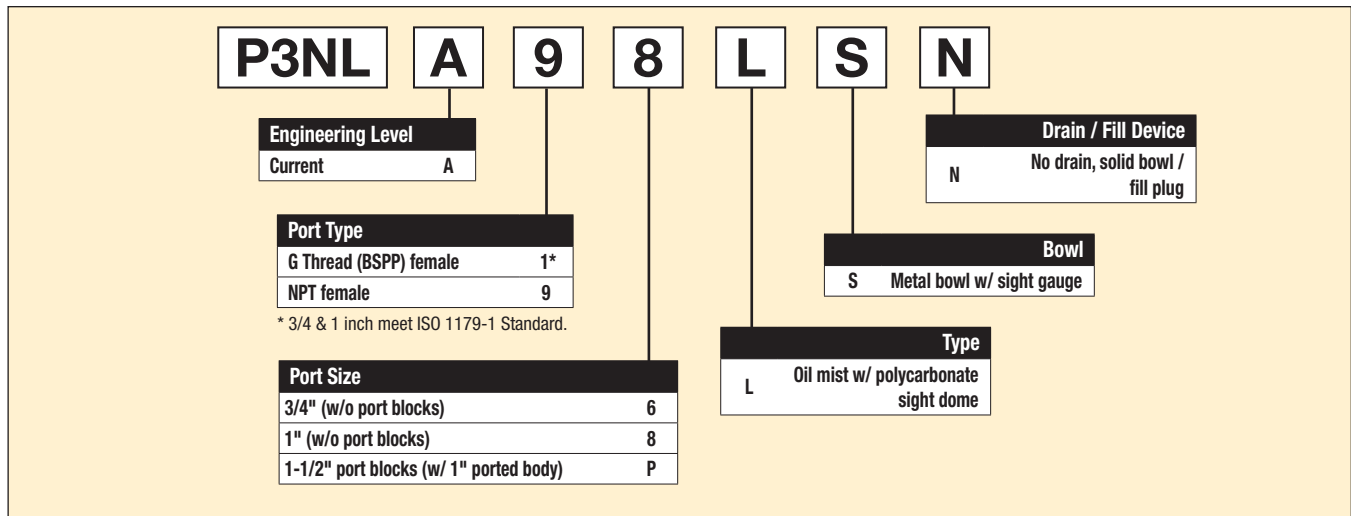 P3NL A 9 8 L S N
Engineering Level
Current A
Drain / Fill Device
N No drain, solid bowl /
fill plug
Port Type
G Thread (BSPP) female 1*
NPT female 9
* 3/4 & 1 inch meet ISO 1179-1 Standard.
Bowl
S Metal bowl w/ sight gauge
Type
L Oil mist w/ polycarbonate
sight dome
Port Size
3/4" (w/o port blocks) 6
1" (w/o port blocks) 8
1-1/2" port blocks (w/ 1" ported body) P